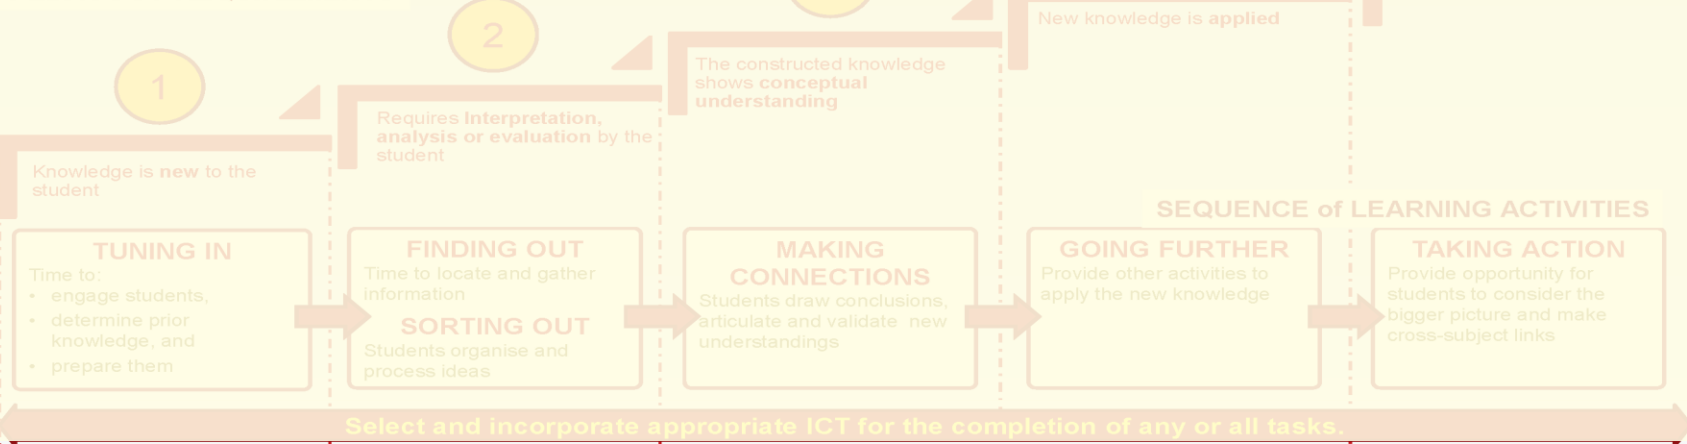 New knowledge is applied
2
The constructed knowledge
shows conceptual
understanding
1
Requires Interpretation,
analysis or evaluation by the
student
Knowledge is new to the
student
SEQUENCE of LEARNING ACTIVITIES
TUNING IN
Time to:
• engage students,
• determine prior
knowledge, and
• prepare them
FINDING OUT
Time to locate and gather
information
SORTING OUT
Students organise and
process ideas
MAKING
CONNECTIONS
Students draw conclusions,
articulate and validate new
understandings
GOING FURTHER
Provide other activities to
apply the new knowledge
TAKING ACTION
Provide opportunity for
students to consider the
bigger picture and make
cross-subject links
Select and incorporate appropriate ICT for the completion of any or all tasks.